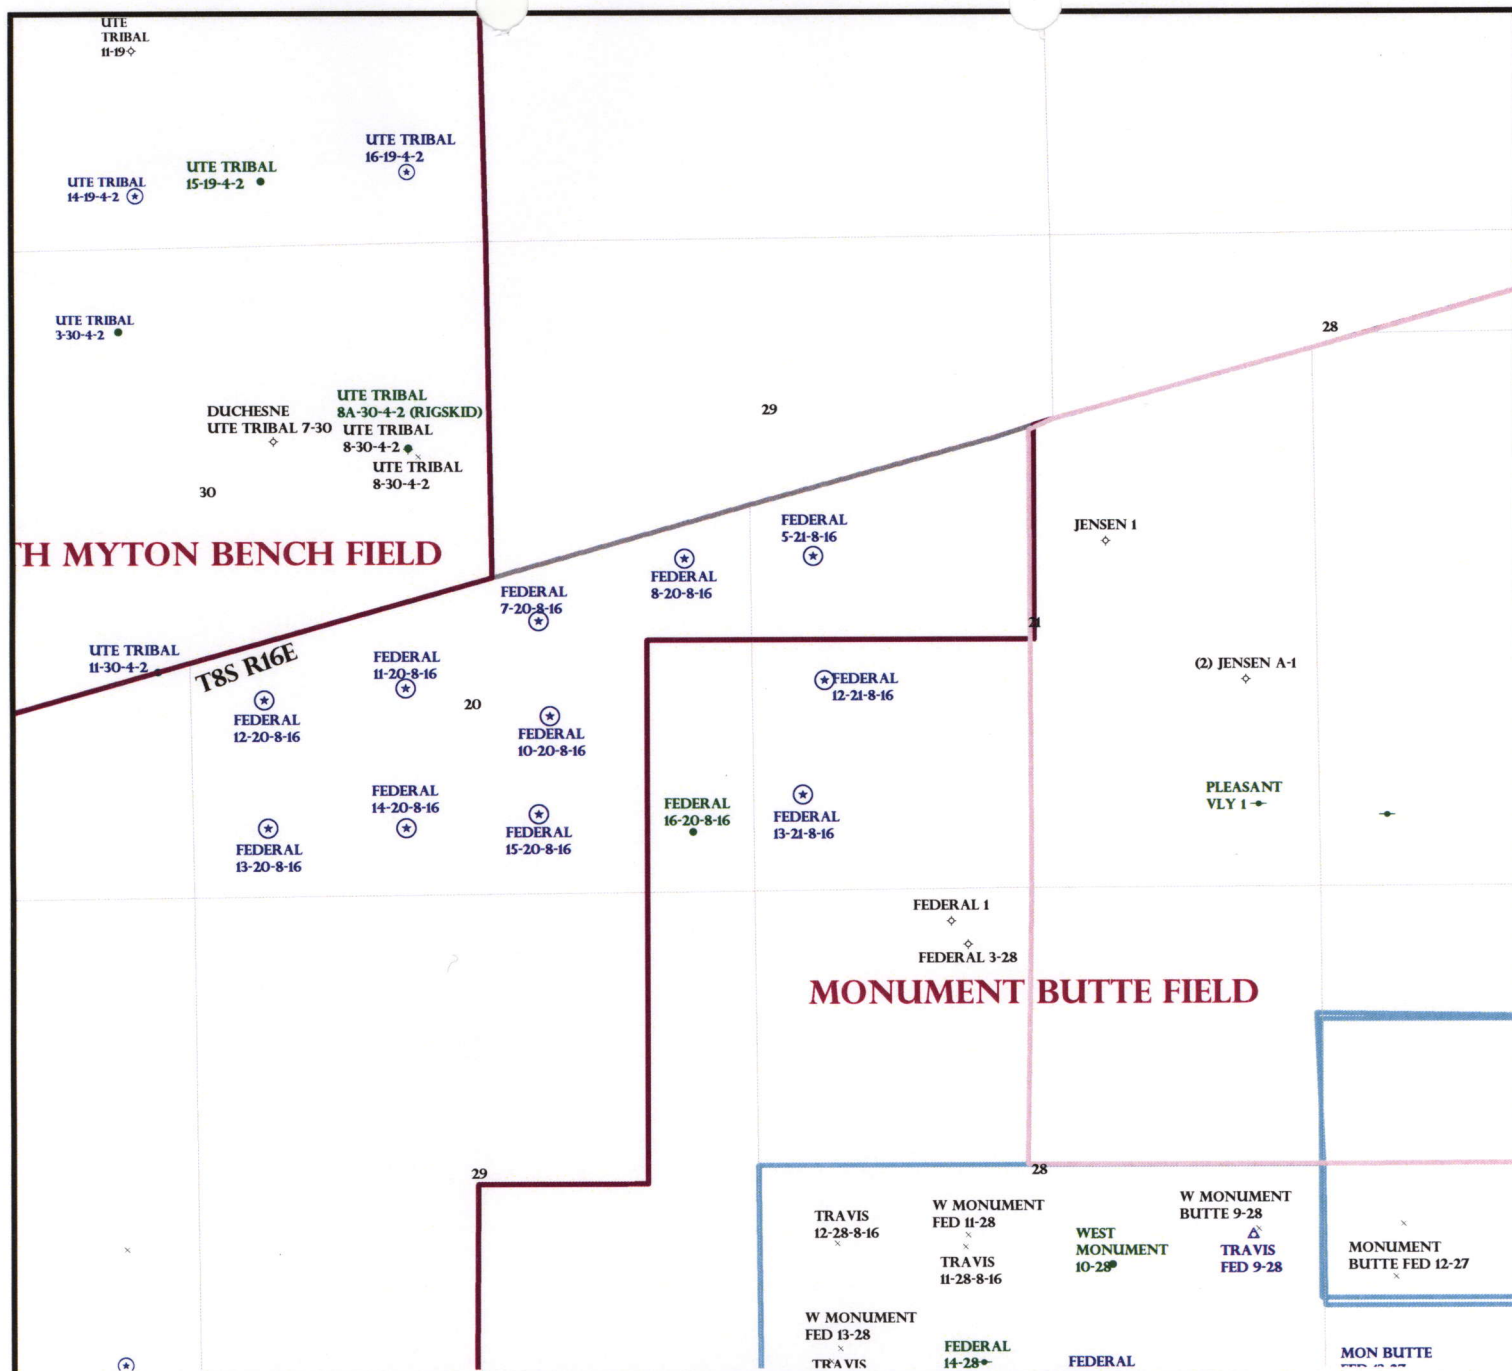 UTE
TRIBAL
11-19
UTE TRIBAL
16-19-4-2
UTE TRIBAL
15-19-4-2
UTE TRIBAL
14-19-4-2
UTE TRIBAL
3-30-4-2
28
UTE TRIBAL
8A-30-4-2 (RIGSKID)
DUCHESNE
UTE TRIBAL 7-30
UTE TRIBAL
8-30-4-2
UTE TRIBAL
8-30-4-2
29
30
TH MYTON BENCH FIELD
FEDERAL
5-21-8-16
JENSEN 1
FEDERAL
8-20-8-16
FEDERAL
7-20-8-16
21
UTE TRIBAL
11-30-4-2
T8S R16E
FEDERAL
11-20-8-16
(2) JENSEN A-1
FEDERAL
12-21-8-16
20
FEDERAL
12-20-8-16
FEDERAL
10-20-8-16
FEDERAL
14-20-8-16
PLEASANT
VLY 1
FEDERAL
16-20-8-16
FEDERAL
13-21-8-16
FEDERAL
15-20-8-16
FEDERAL
13-20-8-16
FEDERAL 1
FEDERAL 3-28
MONUMENT BUTTE FIELD
29
28
W MONUMENT
BUTTE 9-28
W MONUMENT
FED 11-28
TRAVIS
12-28-8-16
WEST
MONUMENT
10-28
TRAVIS
FED 9-28
MONUMENT
BUTTE FED 12-27
TRAVIS
11-28-8-16
W MONUMENT
FED 13-28
TRAVIS
FEDERAL
14-28
FEDERAL
MON BUTTE